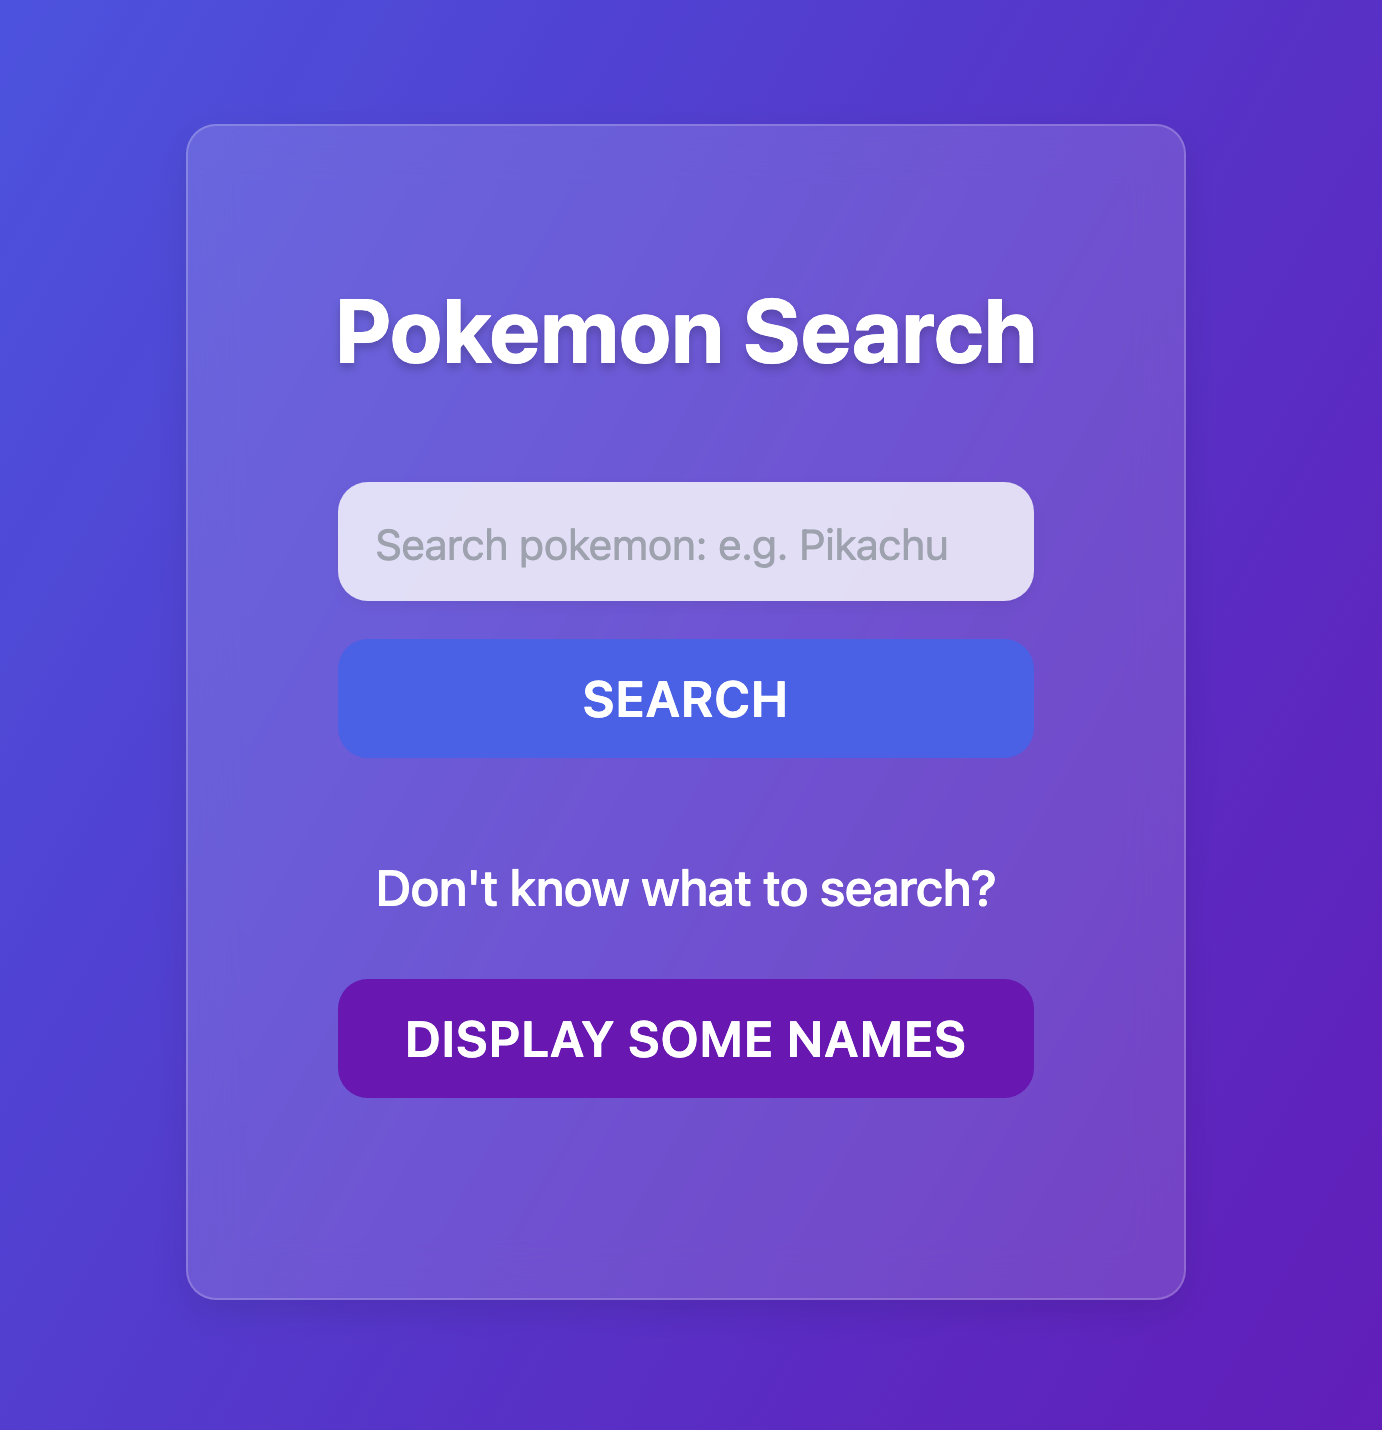 Pokemon Search
Search pokemon: e.g. Pikachu
SEARCH
Don't know what to search?
DISPLAY SOME NAMES